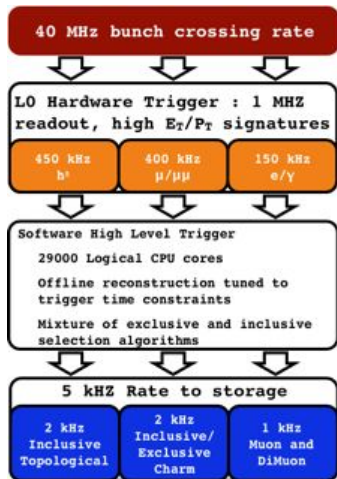 40 MHz bunch crossing rate
L0 Hardware Trigger : 1 MHZ
readout, high ET/PT signatures
450 kHz
h±
400 kHz
μ/μμ
150 kHz
e/γ
Software High Level Trigger
29000 Logical CPU cores
Offline reconstruction tuned to
trigger time constraints
Mixture of exclusive and inclusive
selection algorithms
5 kHZ Rate to storage
2 kHz
Inclusive
Topological
2 kHz
Inclusive/
Exclusive
Charm
1 kHz
Muon and
DiMuon